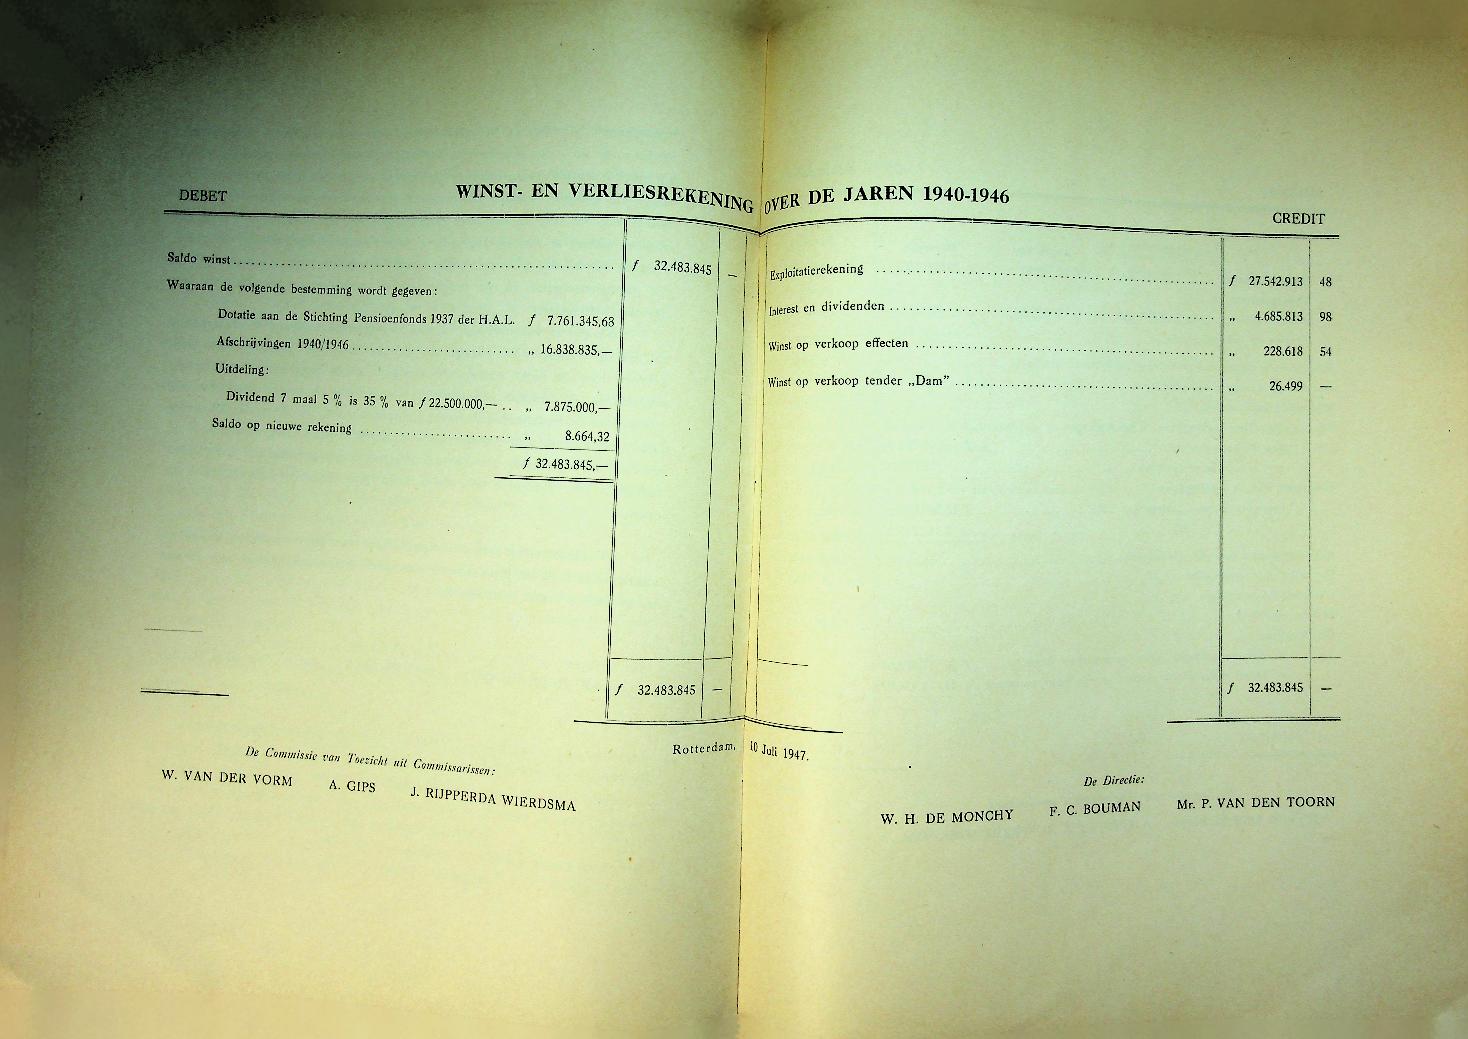 DEBET
WINST- EN VERLIESREKENING OVER DE JAREN 1940-1946
CREDIT
Saldo winst ........ f 32.483.845 —
Waaraan de volgende bestemming wordt gegeven:
Dotatie aan de Stichting Pensioenfonds 1937 der H.A.L. f 7.761.345,68
Afschrijvingen 1940/1946 ........ „ 16.838.835,—
Uitdeling:
Dividend 7 maal 5 % is 35 % van f 22.500.000,— .. „ 7.875.000,—
Saldo op nieuwe rekening ........ „ 8.664,32
f 32.483.845,—
f 32.483.845 —
Exploitatierekening ........ f 27.542.913 48
Interest en dividenden ........ „ 4.685.813 98
Winst op verkoop effecten ........ „ 228.618 54
Winst op verkoop tender „Dam” ........ „ 26.499 —
f 32.483.845 —
Rotterdam, 10 Juli 1947.
De Commissie van Toezicht uit Commissarissen:
W. VAN DER VORM A. GIPS J. RIJPPERDA WIERDSMA
De Directie:
W. H. DE MONCHY F. C. BOUMAN Mr. P. VAN DEN TOORN